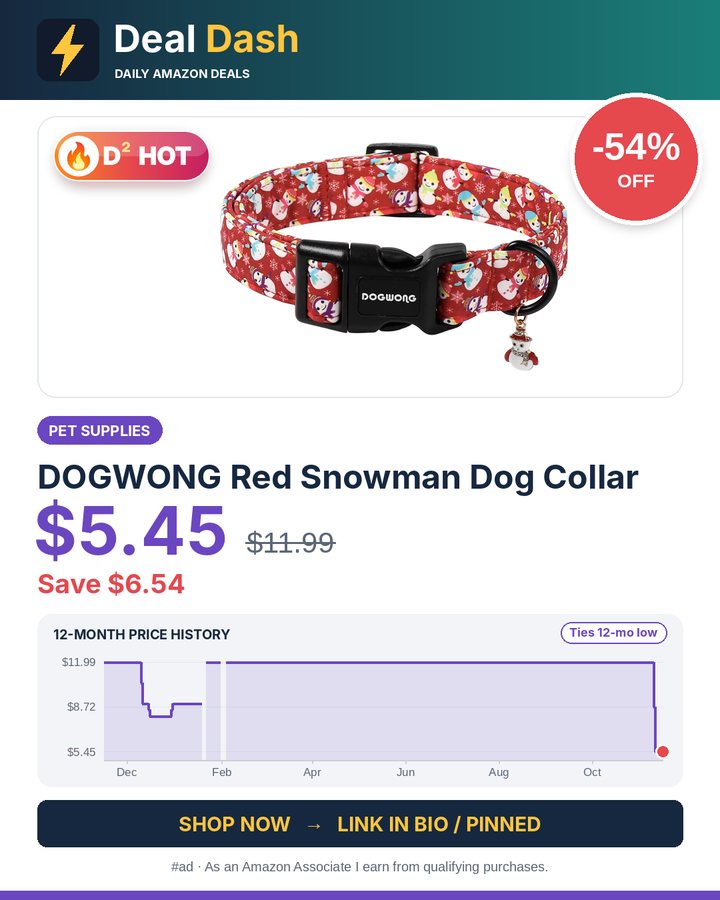 Deal Dash
DAILY AMAZON DEALS
D² HOT
-54%
OFF
DOGWONG
PET SUPPLIES
DOGWONG Red Snowman Dog Collar
$5.45 $11.99
Save $6.54
12-MONTH PRICE HISTORY
Ties 12-mo low
$11.99
$8.72
$5.45
Dec Feb Apr Jun Aug Oct
SHOP NOW → LINK IN BIO / PINNED
#ad · As an Amazon Associate I earn from qualifying purchases.